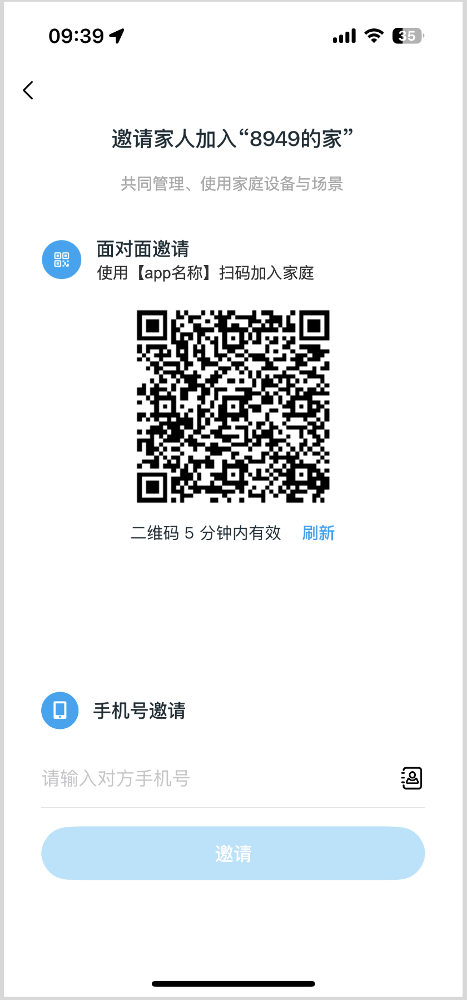 09:39
35
邀请家人加入“8949的家”
共同管理、使用家庭设备与场景
面对面邀请
使用【app名称】扫码加入家庭
二维码 5 分钟内有效 刷新
手机号邀请
请输入对方手机号
邀请